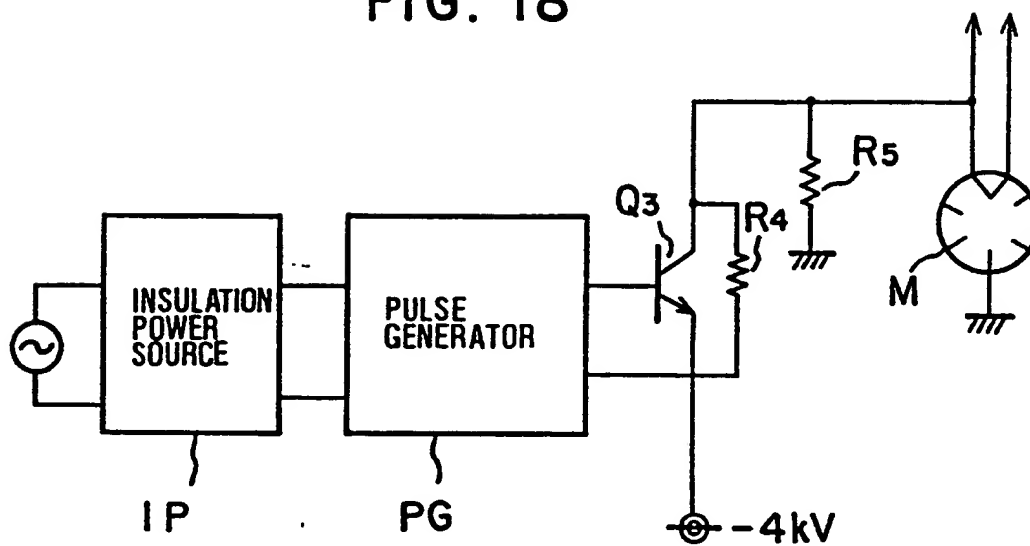 FIG. 18
R5
Q3
R4
M
INSULATION
POWER
SOURCE
PULSE
GENERATOR
IP
PG
-4kV